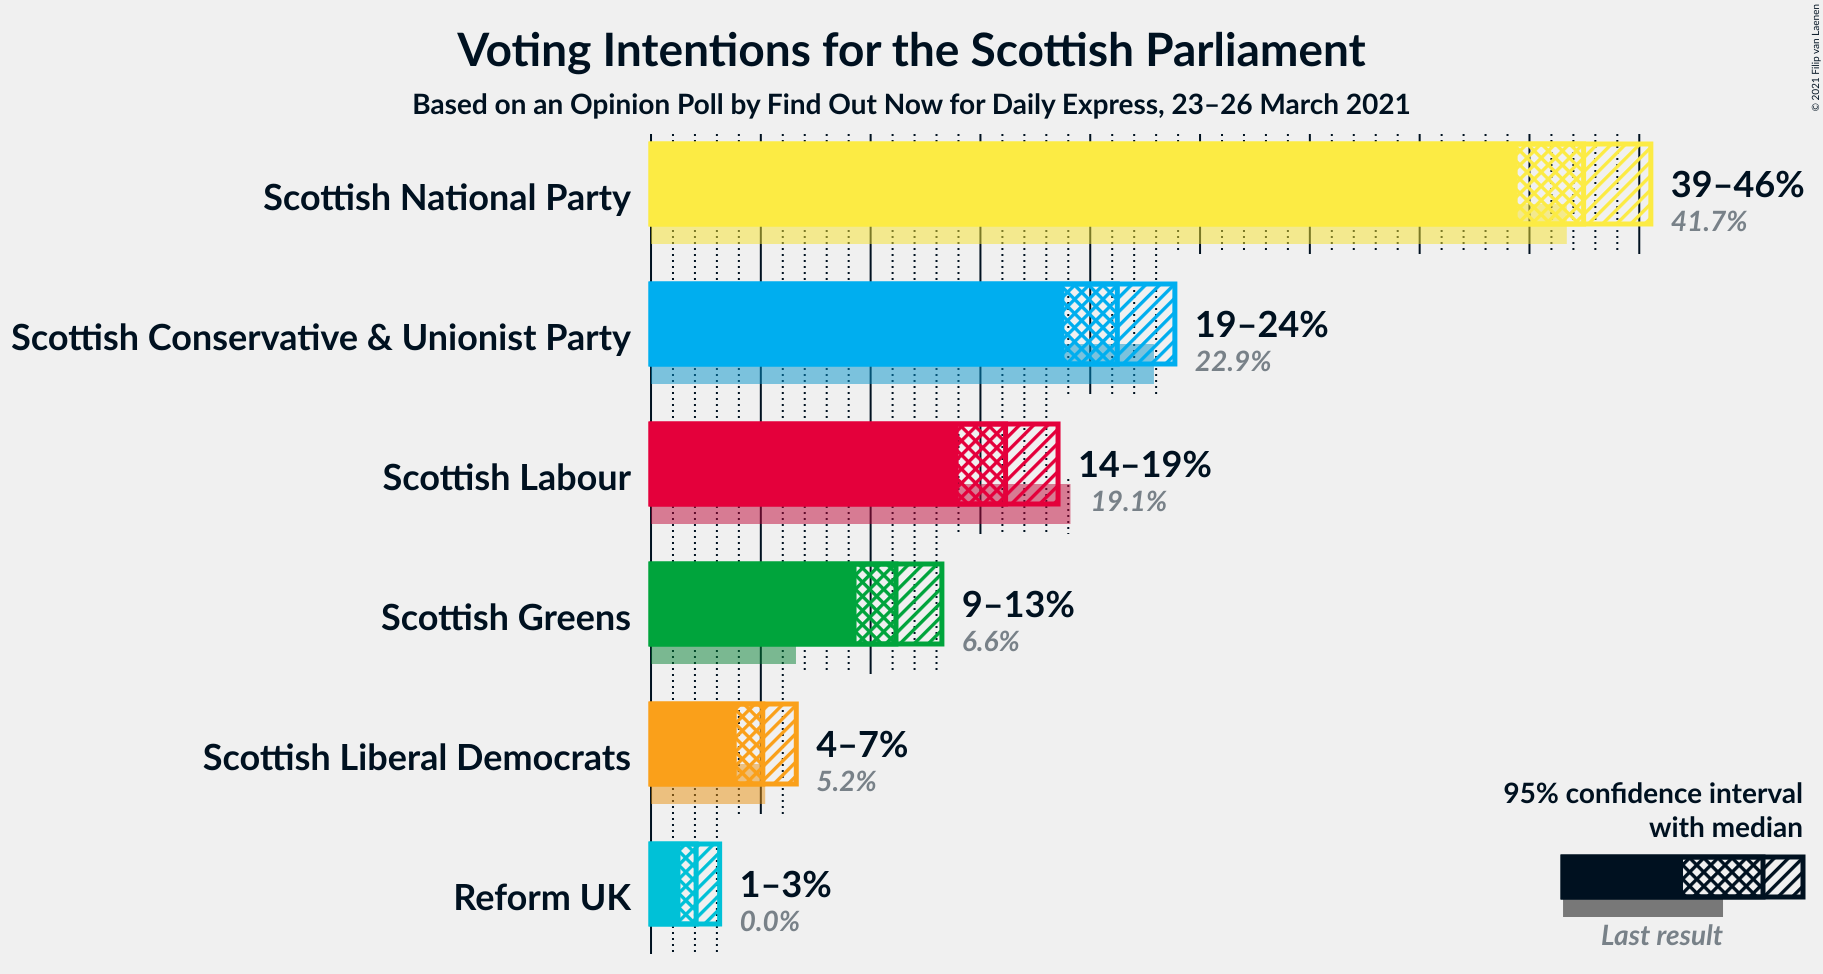 Voting Intentions for the Scottish Parliament
Based on an Opinion Poll by Find Out Now for Daily Express, 23–26 March 2021
© 2021 Filip van Laenen
Scottish National Party
39–46%
41.7%
Scottish Conservative & Unionist Party
19–24%
22.9%
Scottish Labour
14–19%
19.1%
Scottish Greens
9–13%
6.6%
Scottish Liberal Democrats
4–7%
5.2%
Reform UK
1–3%
0.0%
95% confidence interval
with median
Last result